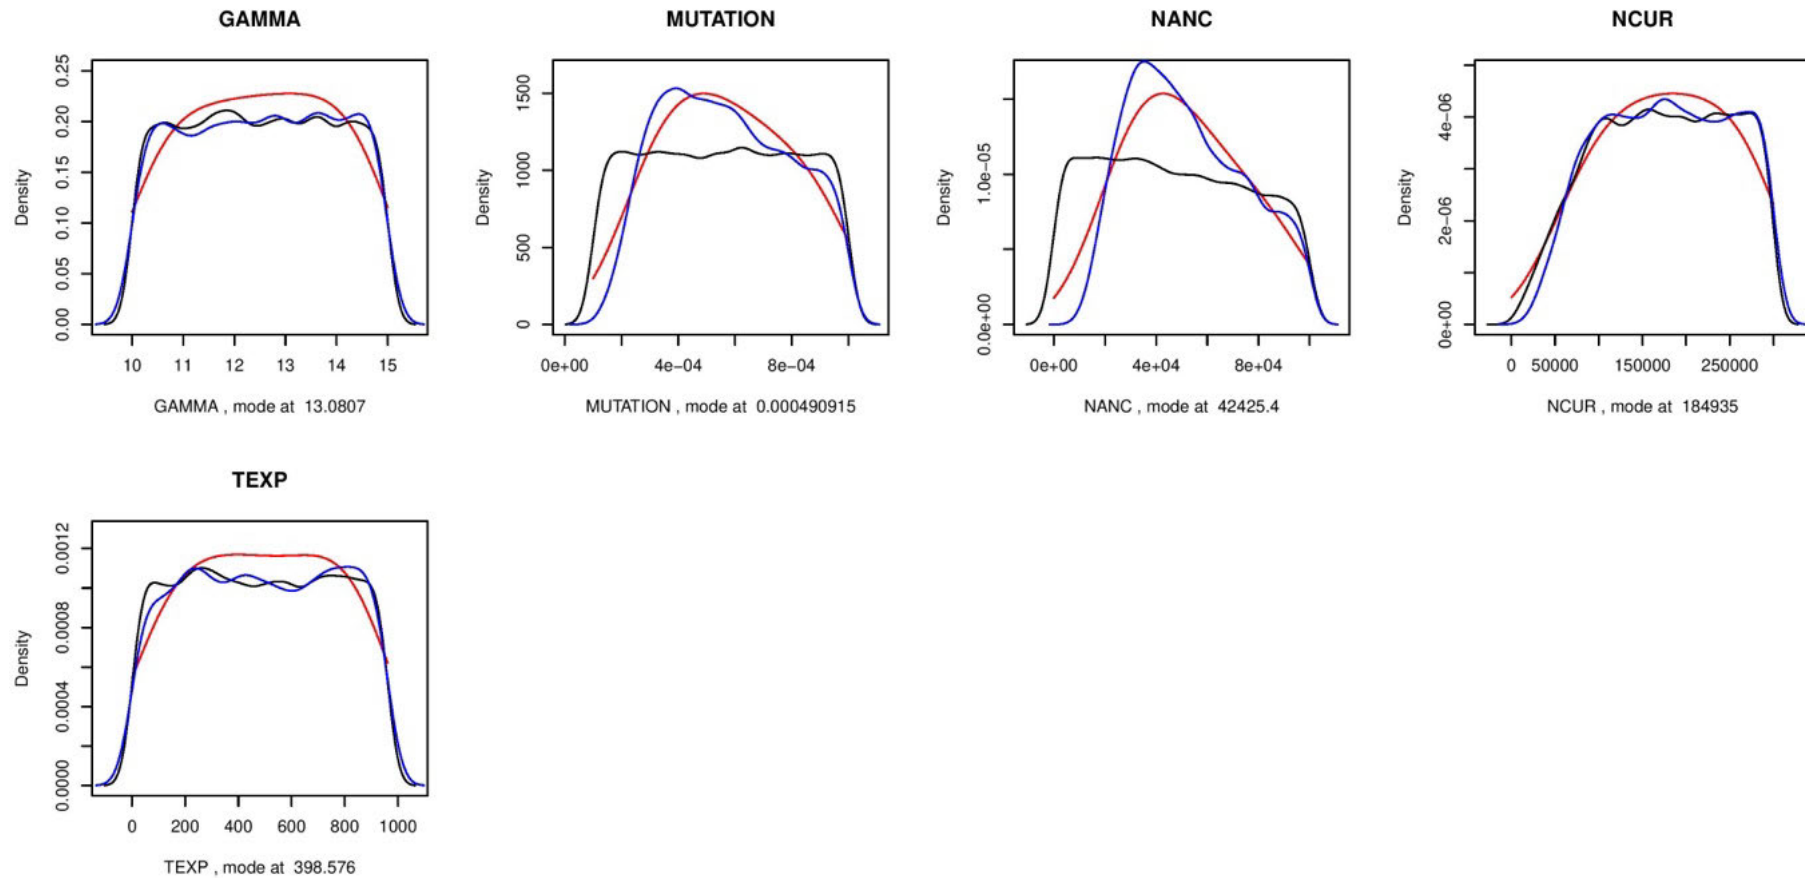 GAMMA
MUTATION
NANC
NCUR
Density
0.00 0.05 0.10 0.15 0.20 0.25
10 11 12 13 14 15
GAMMA , mode at 13.0807
Density
0 500 1000 1500
0e+00 4e−04 8e−04
MUTATION , mode at 0.000490915
Density
0.0e+00 1.0e−05
0e+00 4e+04 8e+04
NANC , mode at 42425.4
Density
0e+00 2e−06 4e−06
0 50000 150000 250000
NCUR , mode at 184935
TEXP
Density
0.0000 0.0004 0.0008 0.0012
0 200 400 600 800 1000
TEXP , mode at 398.576